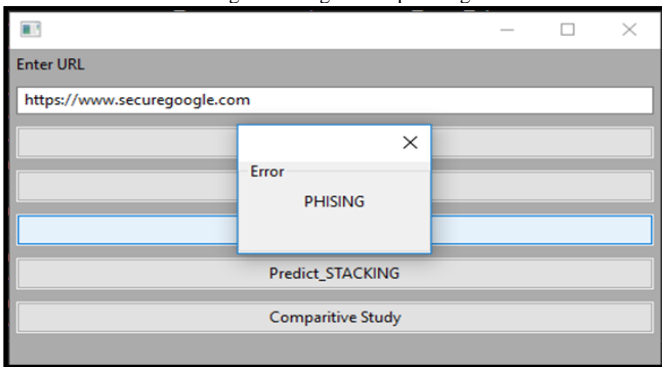 Enter URL
https://www.securegoogle.com
Error
PHISING
Predict_STACKING
Comparitive Study